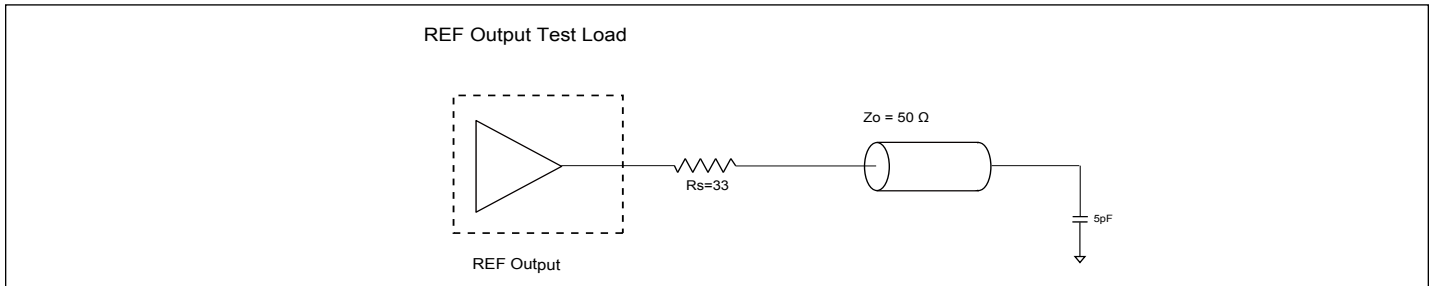 REF Output Test Load
Zo = 50 Ω
Rs=33
5pF
REF Output